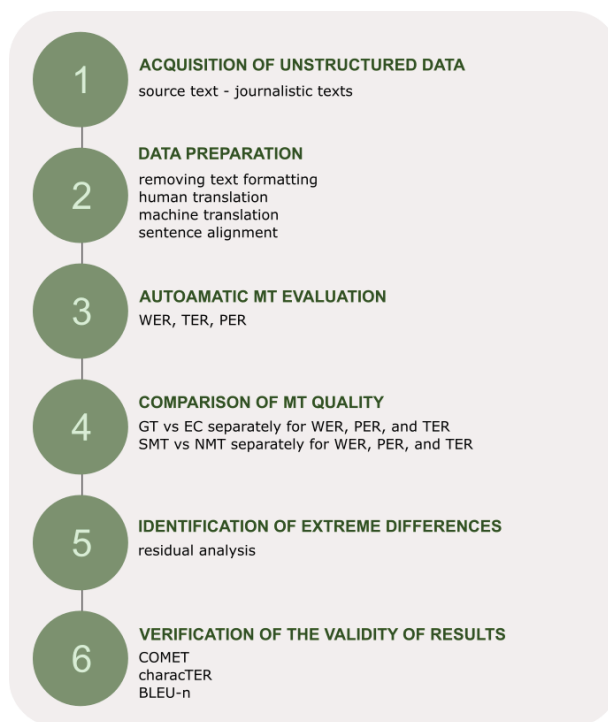 1
ACQUISITION OF UNSTRUCTURED DATA
source text - journalistic texts
2
DATA PREPARATION
removing text formatting
human translation
machine translation
sentence alignment
3
AUTOAMATIC MT EVALUATION
WER, TER, PER
4
COMPARISON OF MT QUALITY
GT vs EC separately for WER, PER, and TER
SMT vs NMT separately for WER, PER, and TER
5
IDENTIFICATION OF EXTREME DIFFERENCES
residual analysis
6
VERIFICATION OF THE VALIDITY OF RESULTS
COMET
characTER
BLEU-n